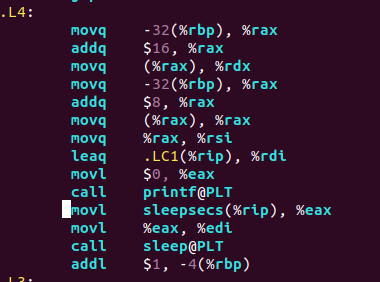 .L4:
movq -32(%rbp), %rax
addq $16, %rax
movq (%rax), %rdx
movq -32(%rbp), %rax
addq $8, %rax
movq (%rax), %rax
movq %rax, %rsi
leaq .LC1(%rip), %rdi
movl $0, %eax
call printf@PLT
movl sleepsecs(%rip), %eax
movl %eax, %edi
call sleep@PLT
addl $1, -4(%rbp)